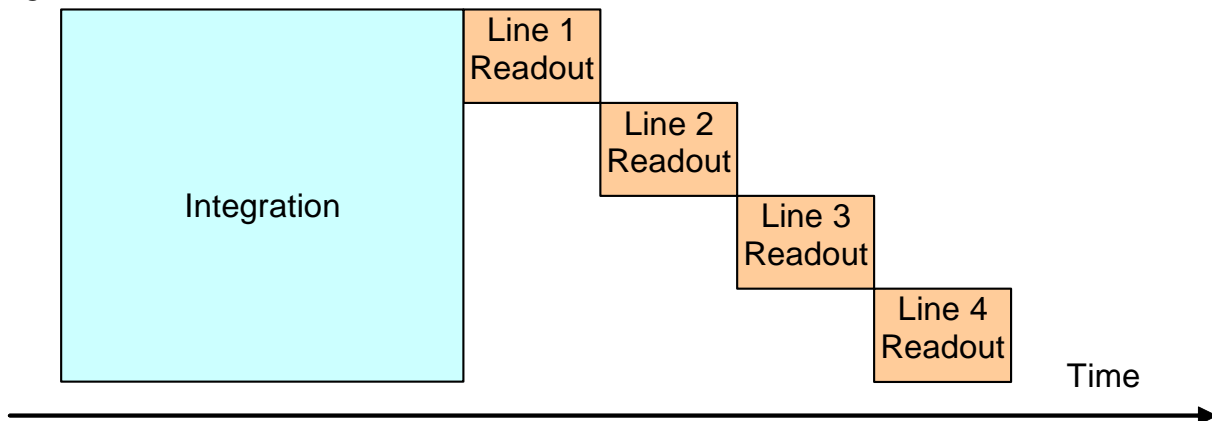 Line 1
Readout
Line 2
Readout
Integration
Line 3
Readout
Line 4
Readout
Time